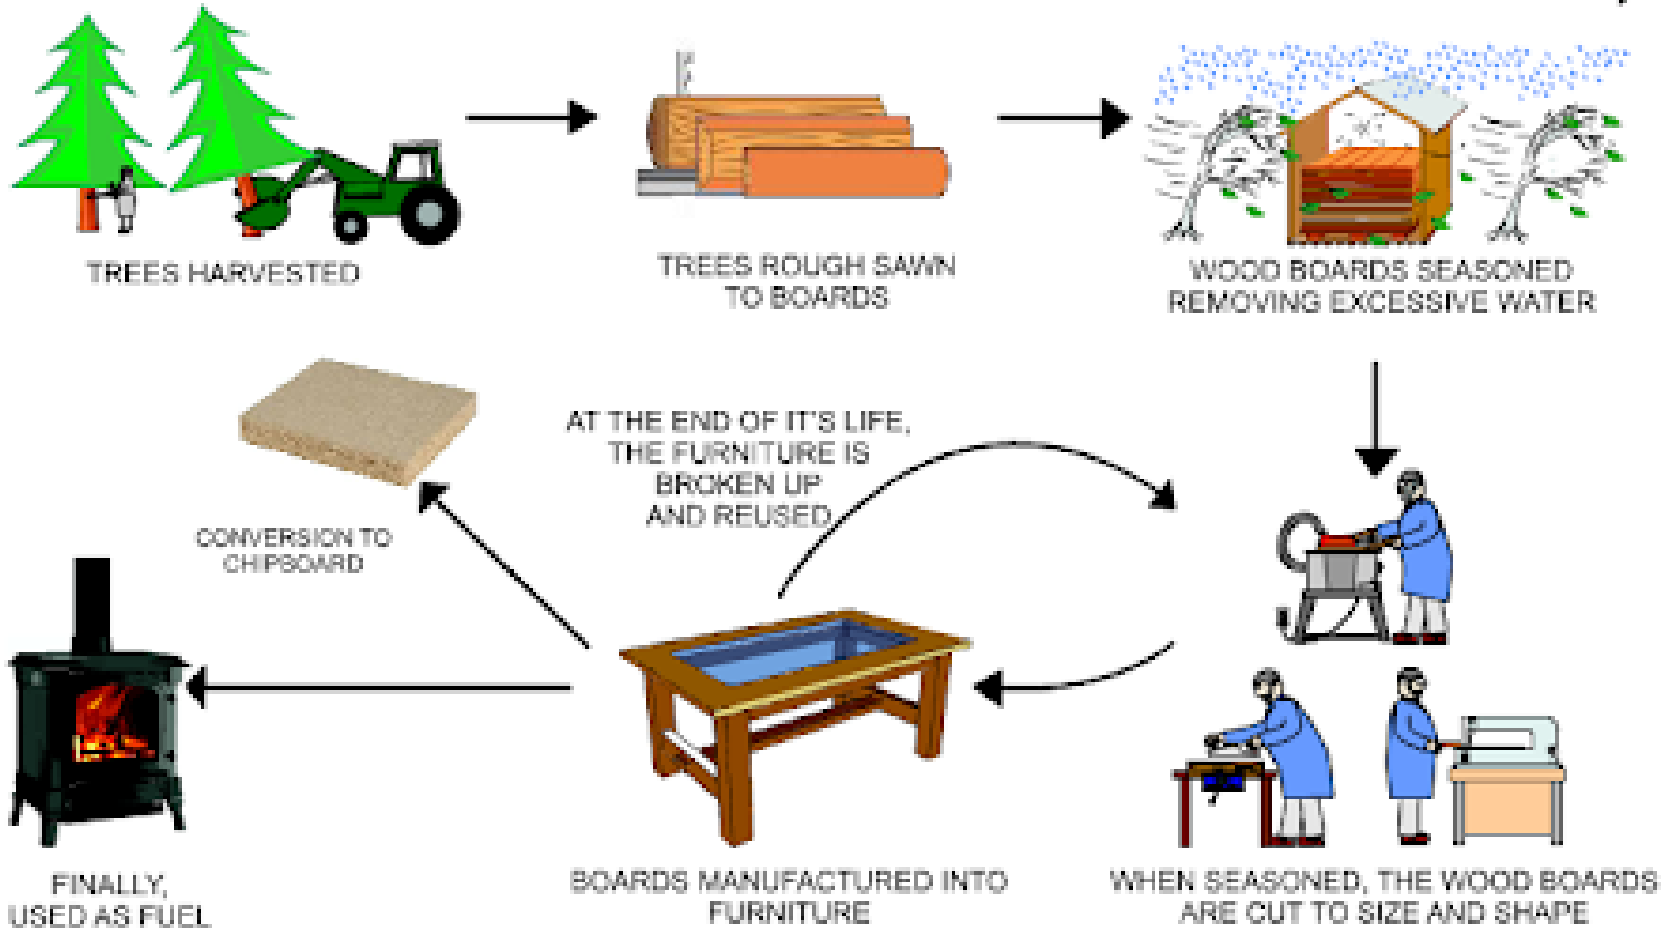 TREES HARVESTED
TREES ROUGH SAWN
TO BOARDS
WOOD BOARDS SEASONED
REMOVING EXCESSIVE WATER
AT THE END OF IT'S LIFE,
THE FURNITURE IS
BROKEN UP
AND REUSED
CONVERSION TO
CHIPBOARD
FINALLY,
USED AS FUEL
BOARDS MANUFACTURED INTO
FURNITURE
WHEN SEASONED, THE WOOD BOARDS
ARE CUT TO SIZE AND SHAPE